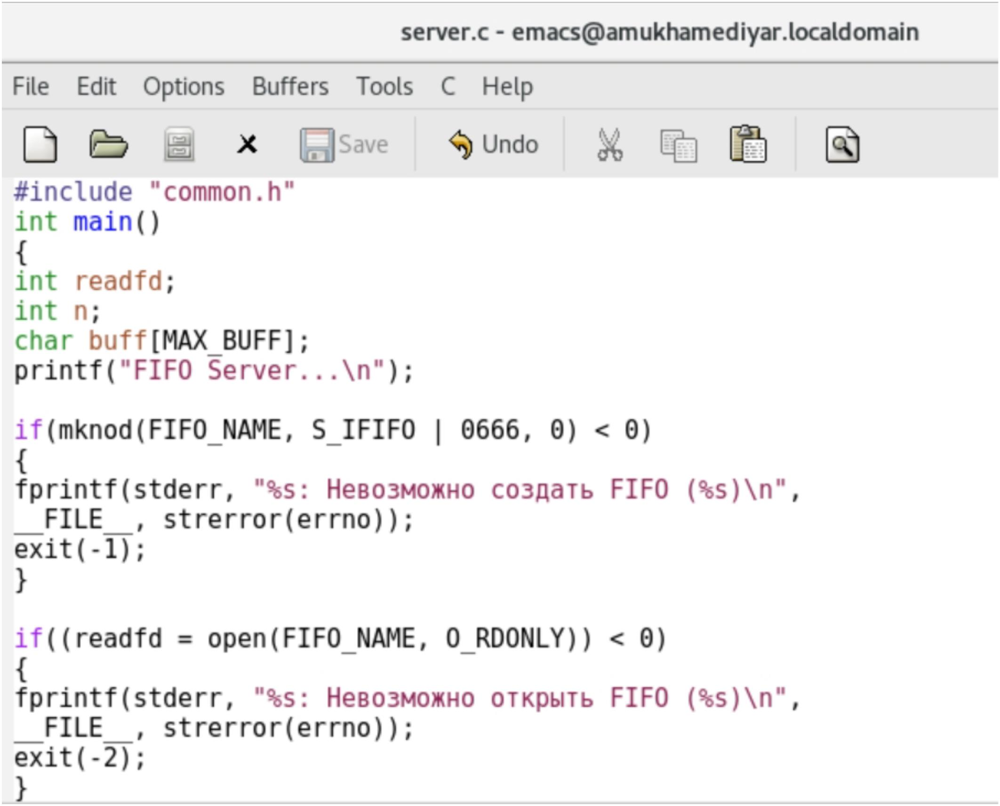 server.c - emacs@amukhamediyar.localdomain
File Edit Options Buffers Tools C Help
Save Undo
#include "common.h"
int main()
{
int readfd;
int n;
char buff[MAX_BUFF];
printf("FIFO Server...\n");
if(mknod(FIFO_NAME, S_IFIFO | 0666, 0) < 0)
{
fprintf(stderr, "%s: Невозможно создать FIFO (%s)\n",
__FILE__, strerror(errno));
exit(-1);
}
if((readfd = open(FIFO_NAME, O_RDONLY)) < 0)
{
fprintf(stderr, "%s: Невозможно открыть FIFO (%s)\n",
__FILE__, strerror(errno));
exit(-2);
}